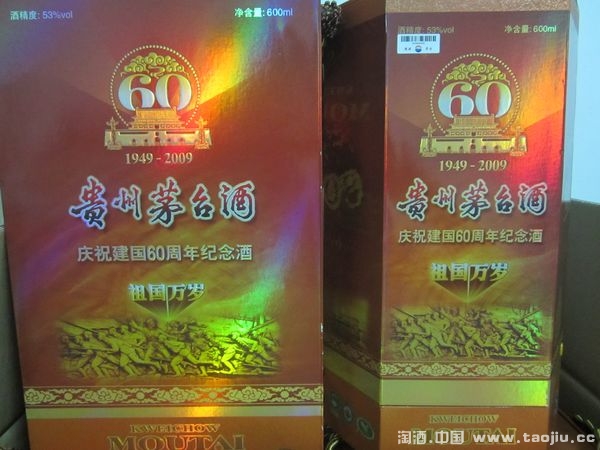 酒精度: 53%vol
净含量:600ml
60
1949-2009
贵州茅台酒
庆祝建国60周年纪念酒
祖国万岁
KWEICHOW
MOUTAI
酒精度: 53%vol
净含量: 600ml
60
1949-2009
贵州茅台酒
庆祝建国60周年纪念酒
祖国万岁
KWEICHOW
MOUTAI
淘酒.中国 www.taojiu.cc